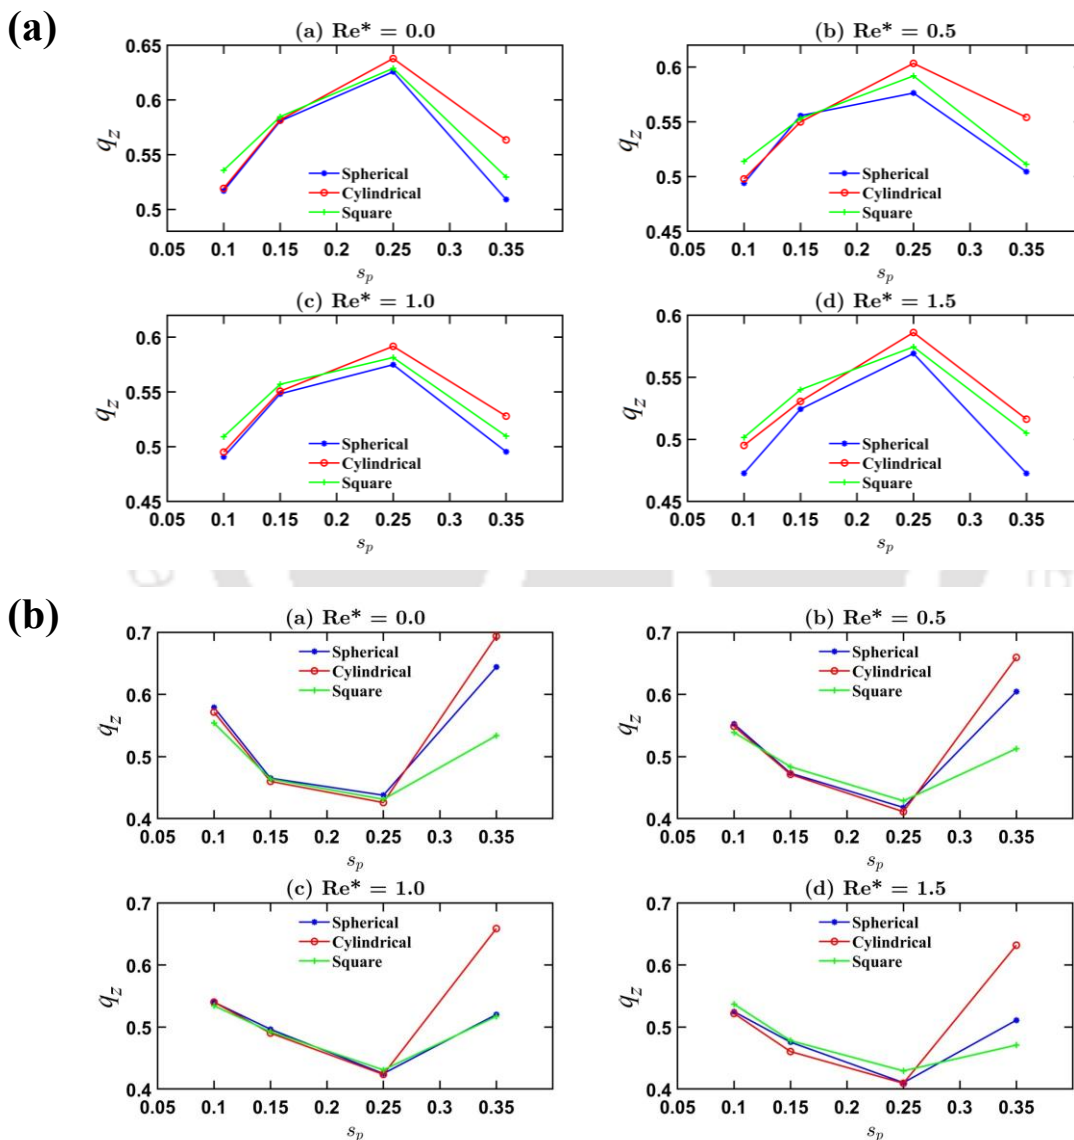 (a)
(a) Re* = 0.0
0.65
0.6
0.55
0.5
q_z
Spherical
Cylindrical
Square
0.05 0.1 0.15 0.2 0.25 0.3 0.35
s_p
(b) Re* = 0.5
0.6
0.55
0.5
0.45
q_z
Spherical
Cylindrical
Square
0.05 0.1 0.15 0.2 0.25 0.3 0.35
s_p
(c) Re* = 1.0
0.6
0.55
0.5
0.45
q_z
Spherical
Cylindrical
Square
0.05 0.1 0.15 0.2 0.25 0.3 0.35
s_p
(d) Re* = 1.5
0.6
0.55
0.5
0.45
q_z
Spherical
Cylindrical
Square
0.05 0.1 0.15 0.2 0.25 0.3 0.35
s_p
(b)
(a) Re* = 0.0
0.7
0.6
0.5
0.4
q_z
Spherical
Cylindrical
Square
0.05 0.1 0.15 0.2 0.25 0.3 0.35
s_p
(b) Re* = 0.5
0.7
0.6
0.5
0.4
q_z
Spherical
Cylindrical
Square
0.05 0.1 0.15 0.2 0.25 0.3 0.35
s_p
(c) Re* = 1.0
0.7
0.6
0.5
0.4
q_z
Spherical
Cylindrical
Square
0.05 0.1 0.15 0.2 0.25 0.3 0.35
s_p
(d) Re* = 1.5
0.7
0.6
0.5
0.4
q_z
Spherical
Cylindrical
Square
0.05 0.1 0.15 0.2 0.25 0.3 0.35
s_p